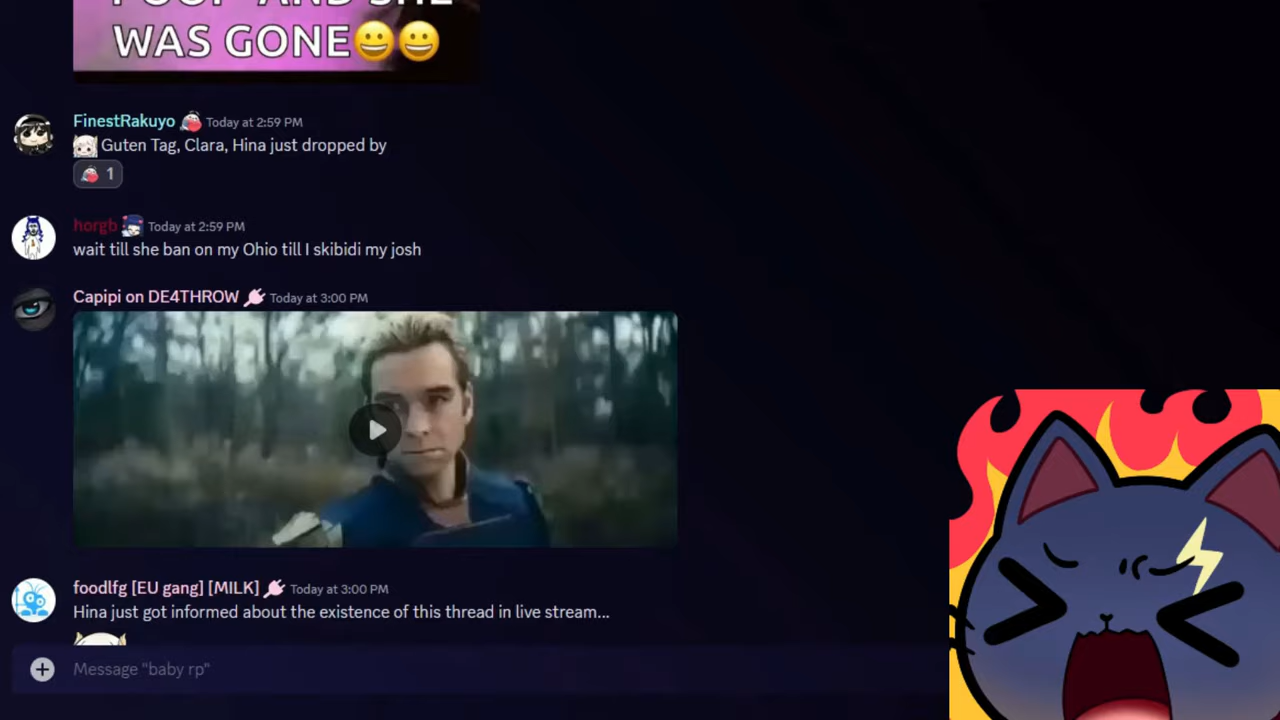 WAS GONE😀😀
FinestRakuyo Today at 2:59 PM
Guten Tag, Clara, Hina just dropped by
1
horgb Today at 2:59 PM
wait till she ban on my Ohio till I skibidi my josh
Capipi on DE4THROW Today at 3:00 PM
foodlfg [EU gang] [MILK] Today at 3:00 PM
Hina just got informed about the existence of this thread in live stream...
Message "baby rp"